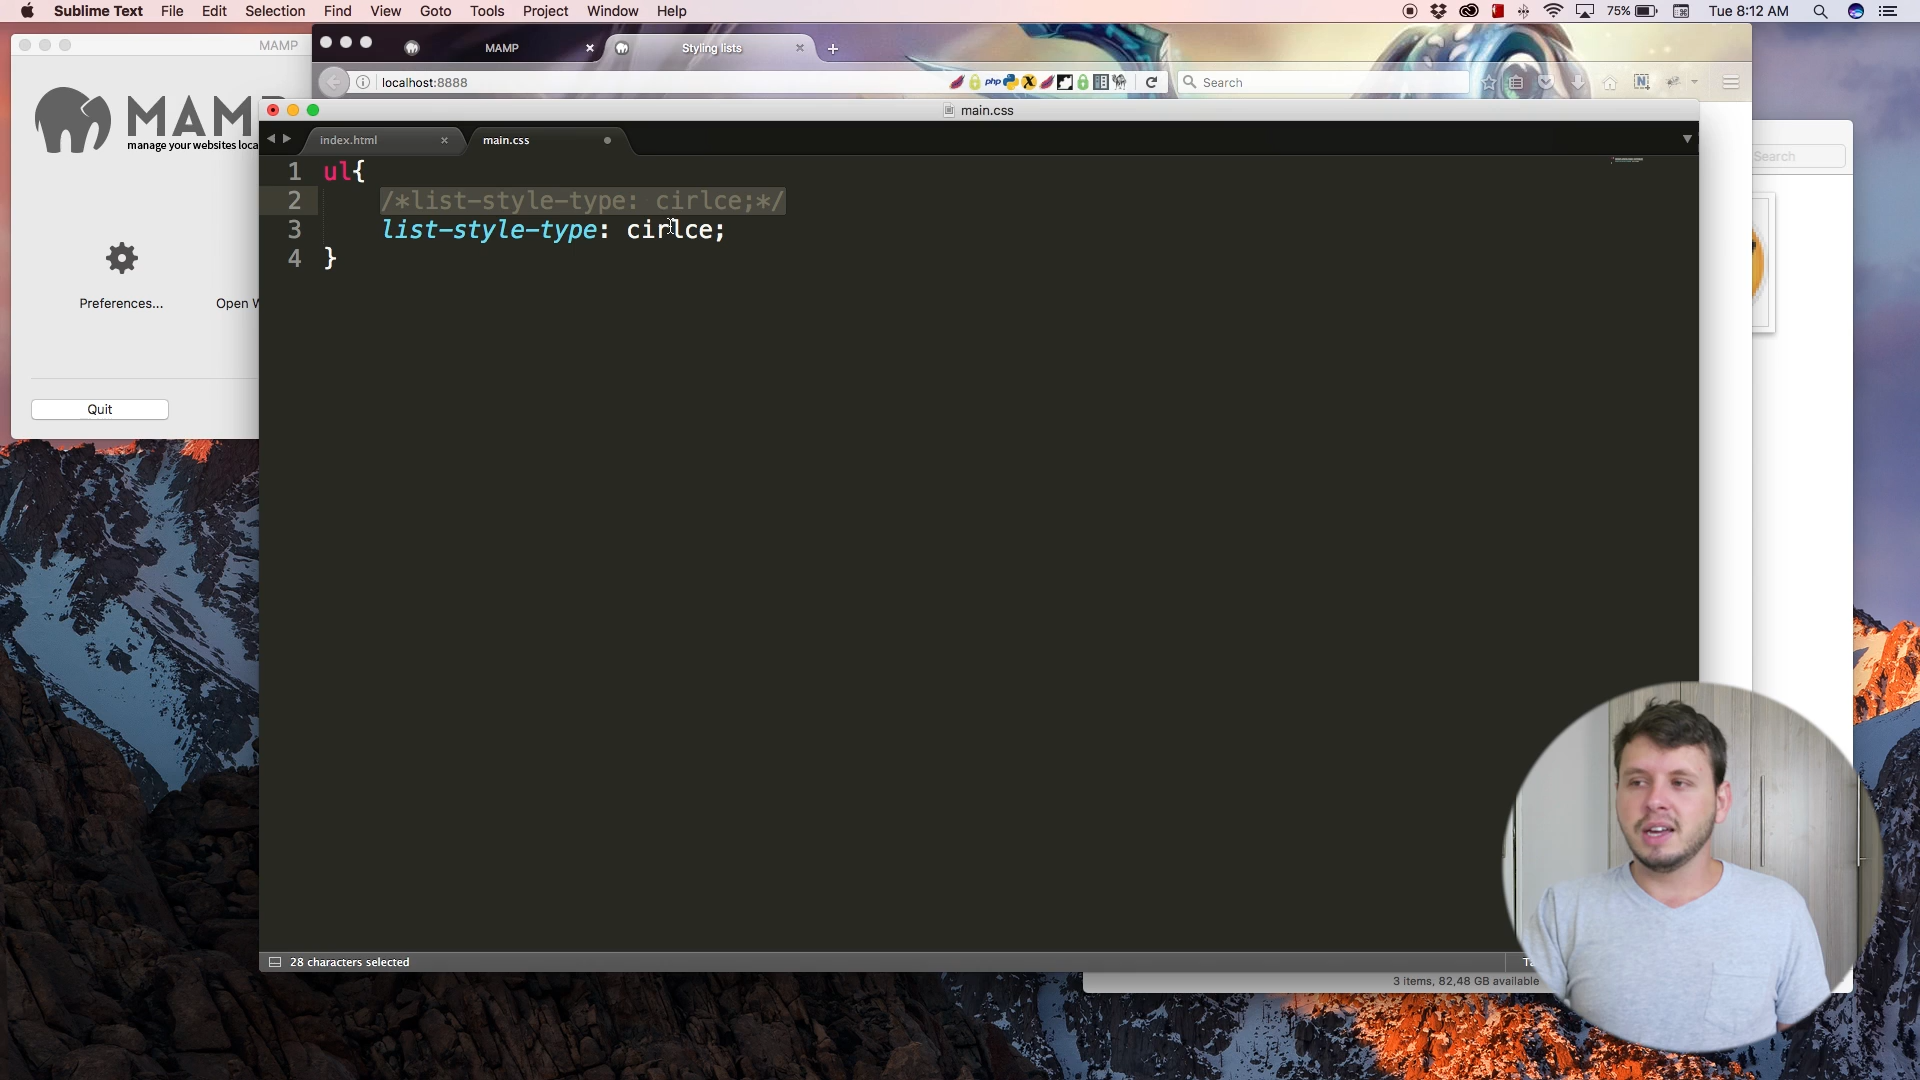 Sublime Text File Edit Selection Find View Goto Tools Project Window Help 75% Tue 8:12 AM
MAMP MAMP Styling lists
localhost:8888 php Search
main.css
MAMP
manage your websites loca
index.html main.css
Search
1 ul{
2 /*list-style-type: cirlce;*/
3 list-style-type: cirlce;
4 }
Preferences... Open W
Quit
28 characters selected
3 items, 82,48 GB available